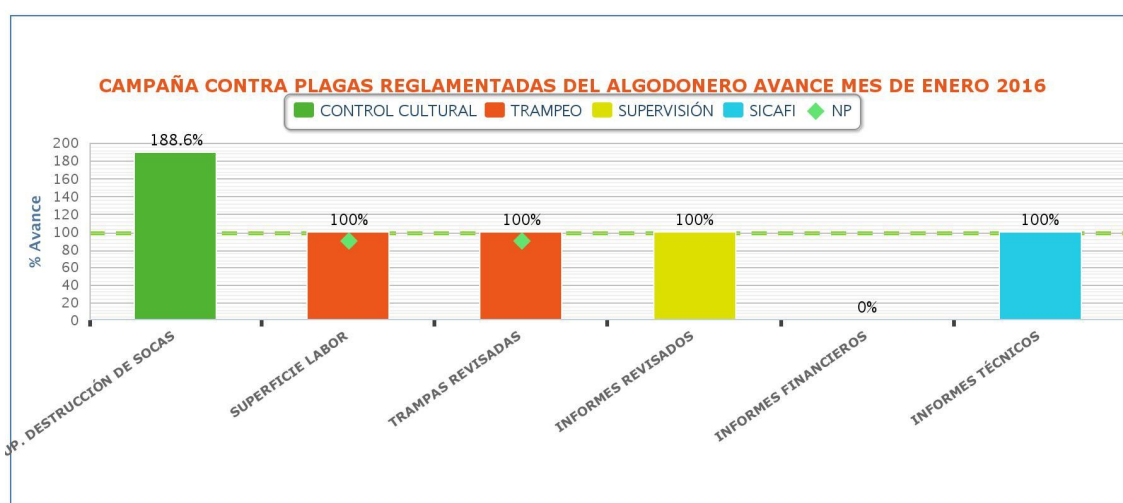 CAMPAÑA CONTRA PLAGAS REGLAMENTADAS DEL ALGODONERO AVANCE MES DE ENERO 2016
CONTROL CULTURAL TRAMPEO SUPERVISIÓN SICAFI NP
% Avance
200
180
160
140
120
100
80
60
40
20
0
188.6%
100%
100%
100%
0%
100%
UP. DESTRUCCIÓN DE SOCAS
SUPERFICIE LABOR
TRAMPAS REVISADAS
INFORMES REVISADOS
INFORMES FINANCIEROS
INFORMES TÉCNICOS